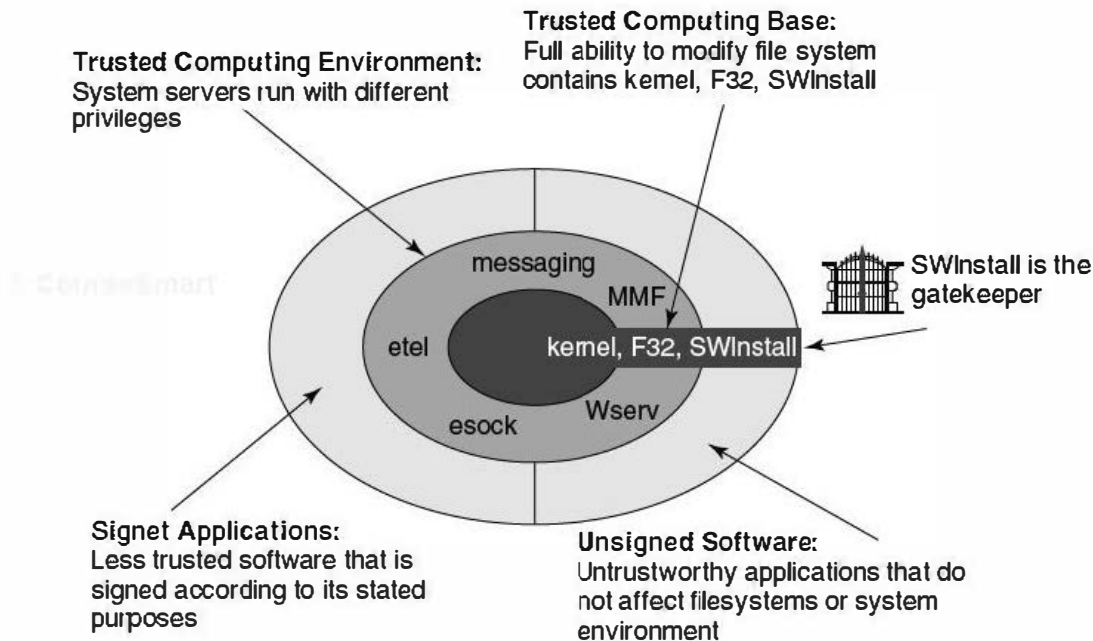 Trusted Computing Base:
Full ability to modify file system
contains kernel, F32, SWInstall
Trusted Computing Environment:
System servers run with different
privileges
messaging
MMF
SWInstall is the
gatekeeper
etel
kernel, F32, SWInstall
Wserv
esock
Signet Applications:
Less trusted software that is
signed according to its stated
purposes
Unsigned Software:
Untrustworthy applications that do
not affect filesystems or system
environment